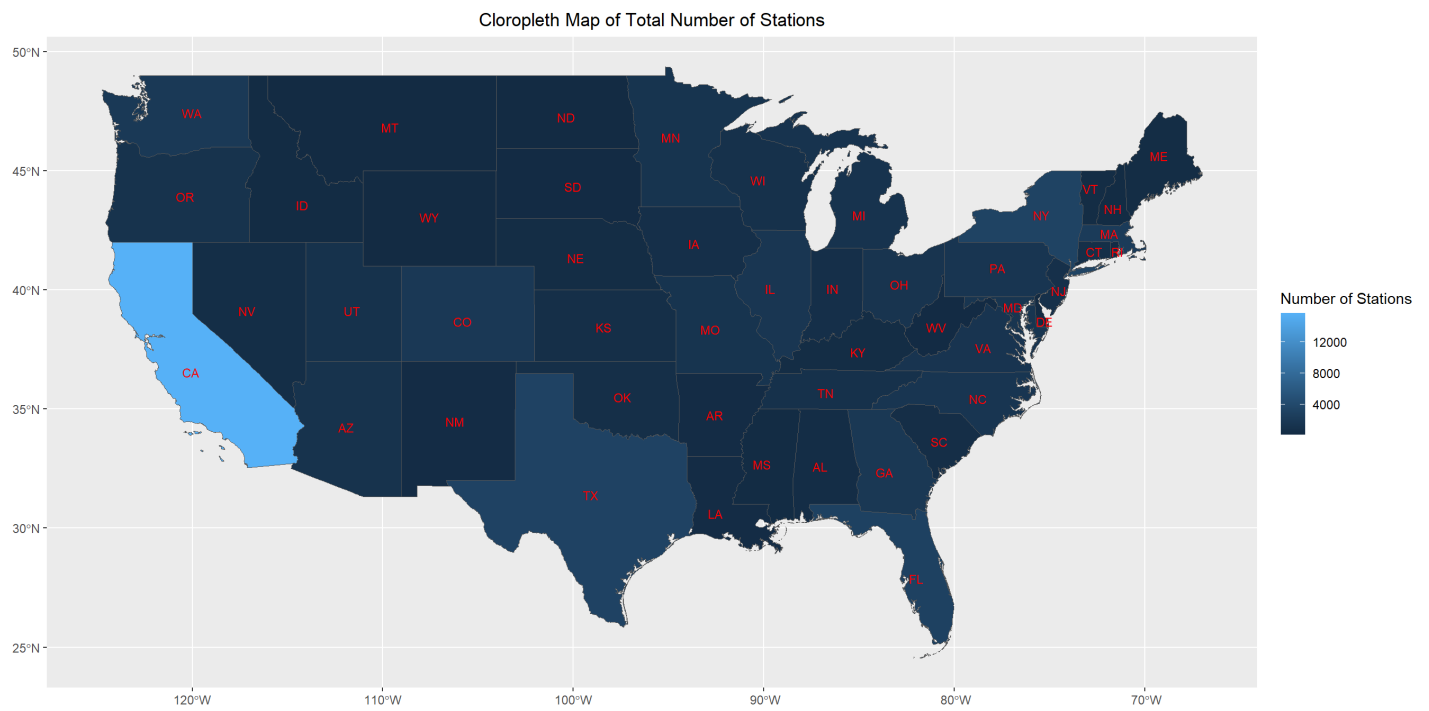 Cloropleth Map of Total Number of Stations
50°N
45°N
40°N
35°N
30°N
25°N
WA
MT
ND
MN
ME
OR
ID
WY
SD
WI
MI
NY
VT
NH
MA
CT
RI
NV
UT
CO
NE
IA
IL
IN
OH
PA
NJ
MD
DE
CA
KS
MO
KY
WV
VA
AZ
NM
OK
AR
TN
NC
SC
TX
LA
MS
AL
GA
FL
120°W
110°W
100°W
90°W
80°W
70°W
Number of Stations
12000
8000
4000